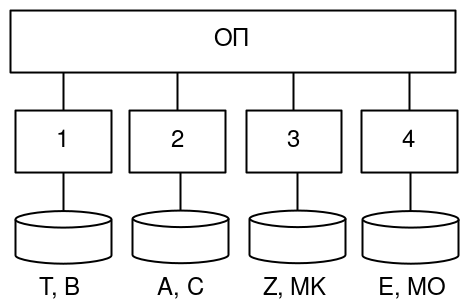 ОП
1 2 3 4
T, B A, C Z, MK E, MO